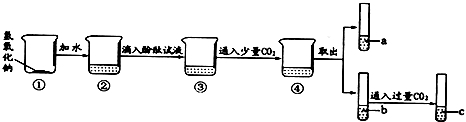 氢氧化钠
加水
滴入酚酞试液
通入少量CO₂
取出
a
① ② ③ ④
通入过量CO₂
b
c